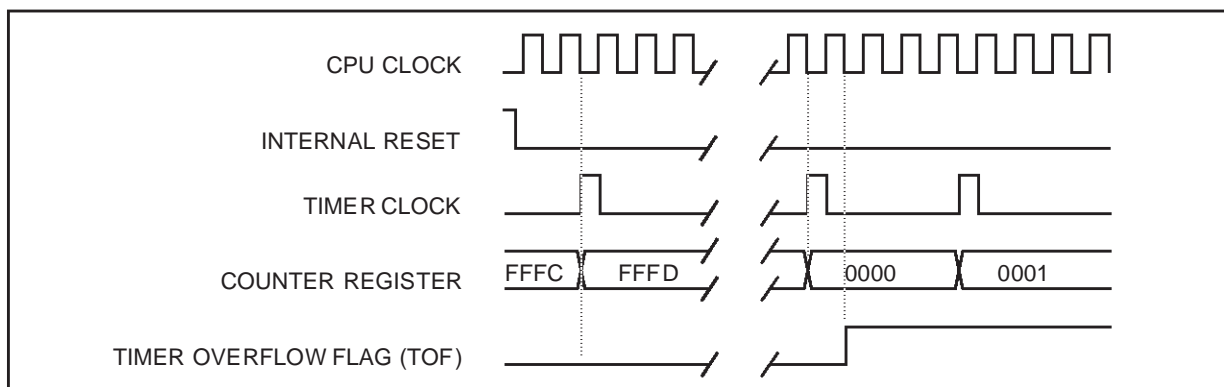 CPU CLOCK
INTERNAL RESET
TIMER CLOCK
COUNTER REGISTER FFFC FFFD 0000 0001
TIMER OVERFLOW FLAG (TOF)